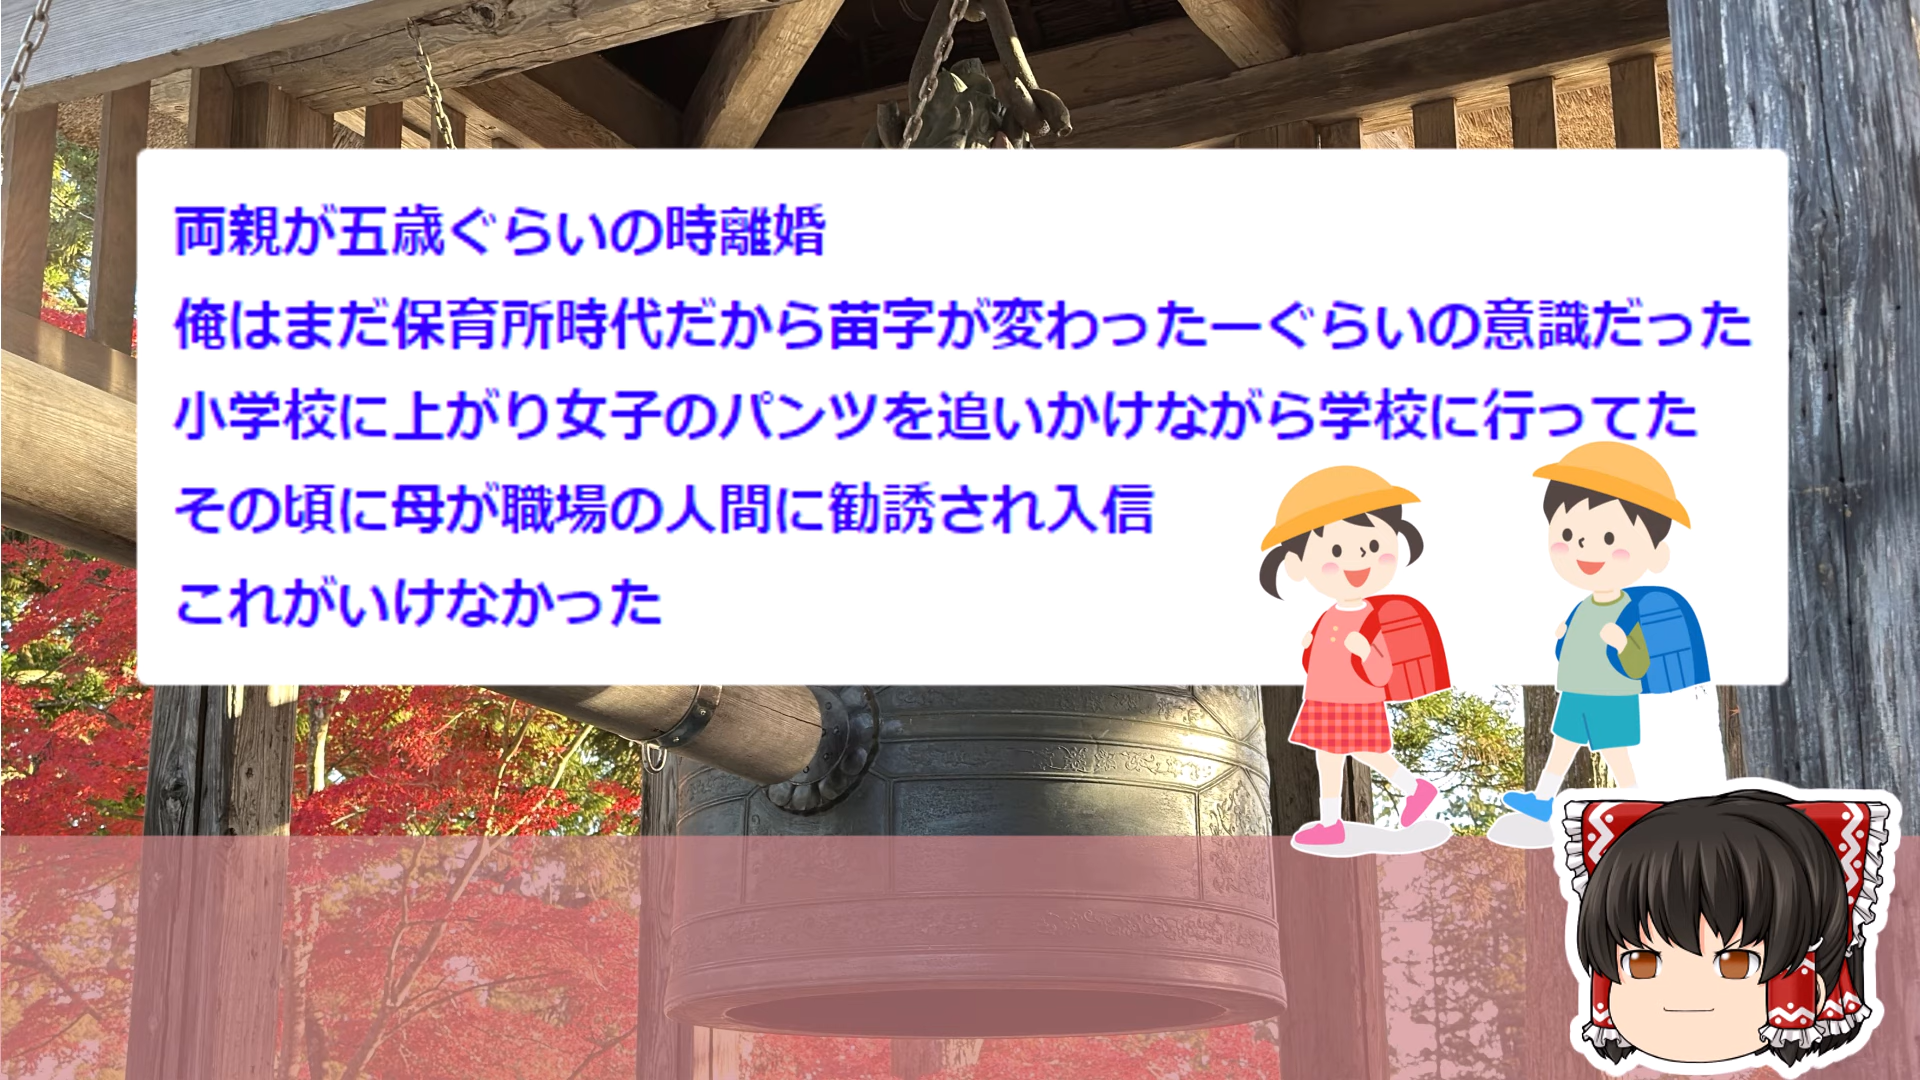 両親が五歳ぐらいの時離婚
俺はまだ保育所時代だから苗字が変わったーぐらいの意識だった
小学校に上がり女子のパンツを追いかけながら学校に行ってた
その頃に母が職場の人間に勧誘され入信
これがいけなかった